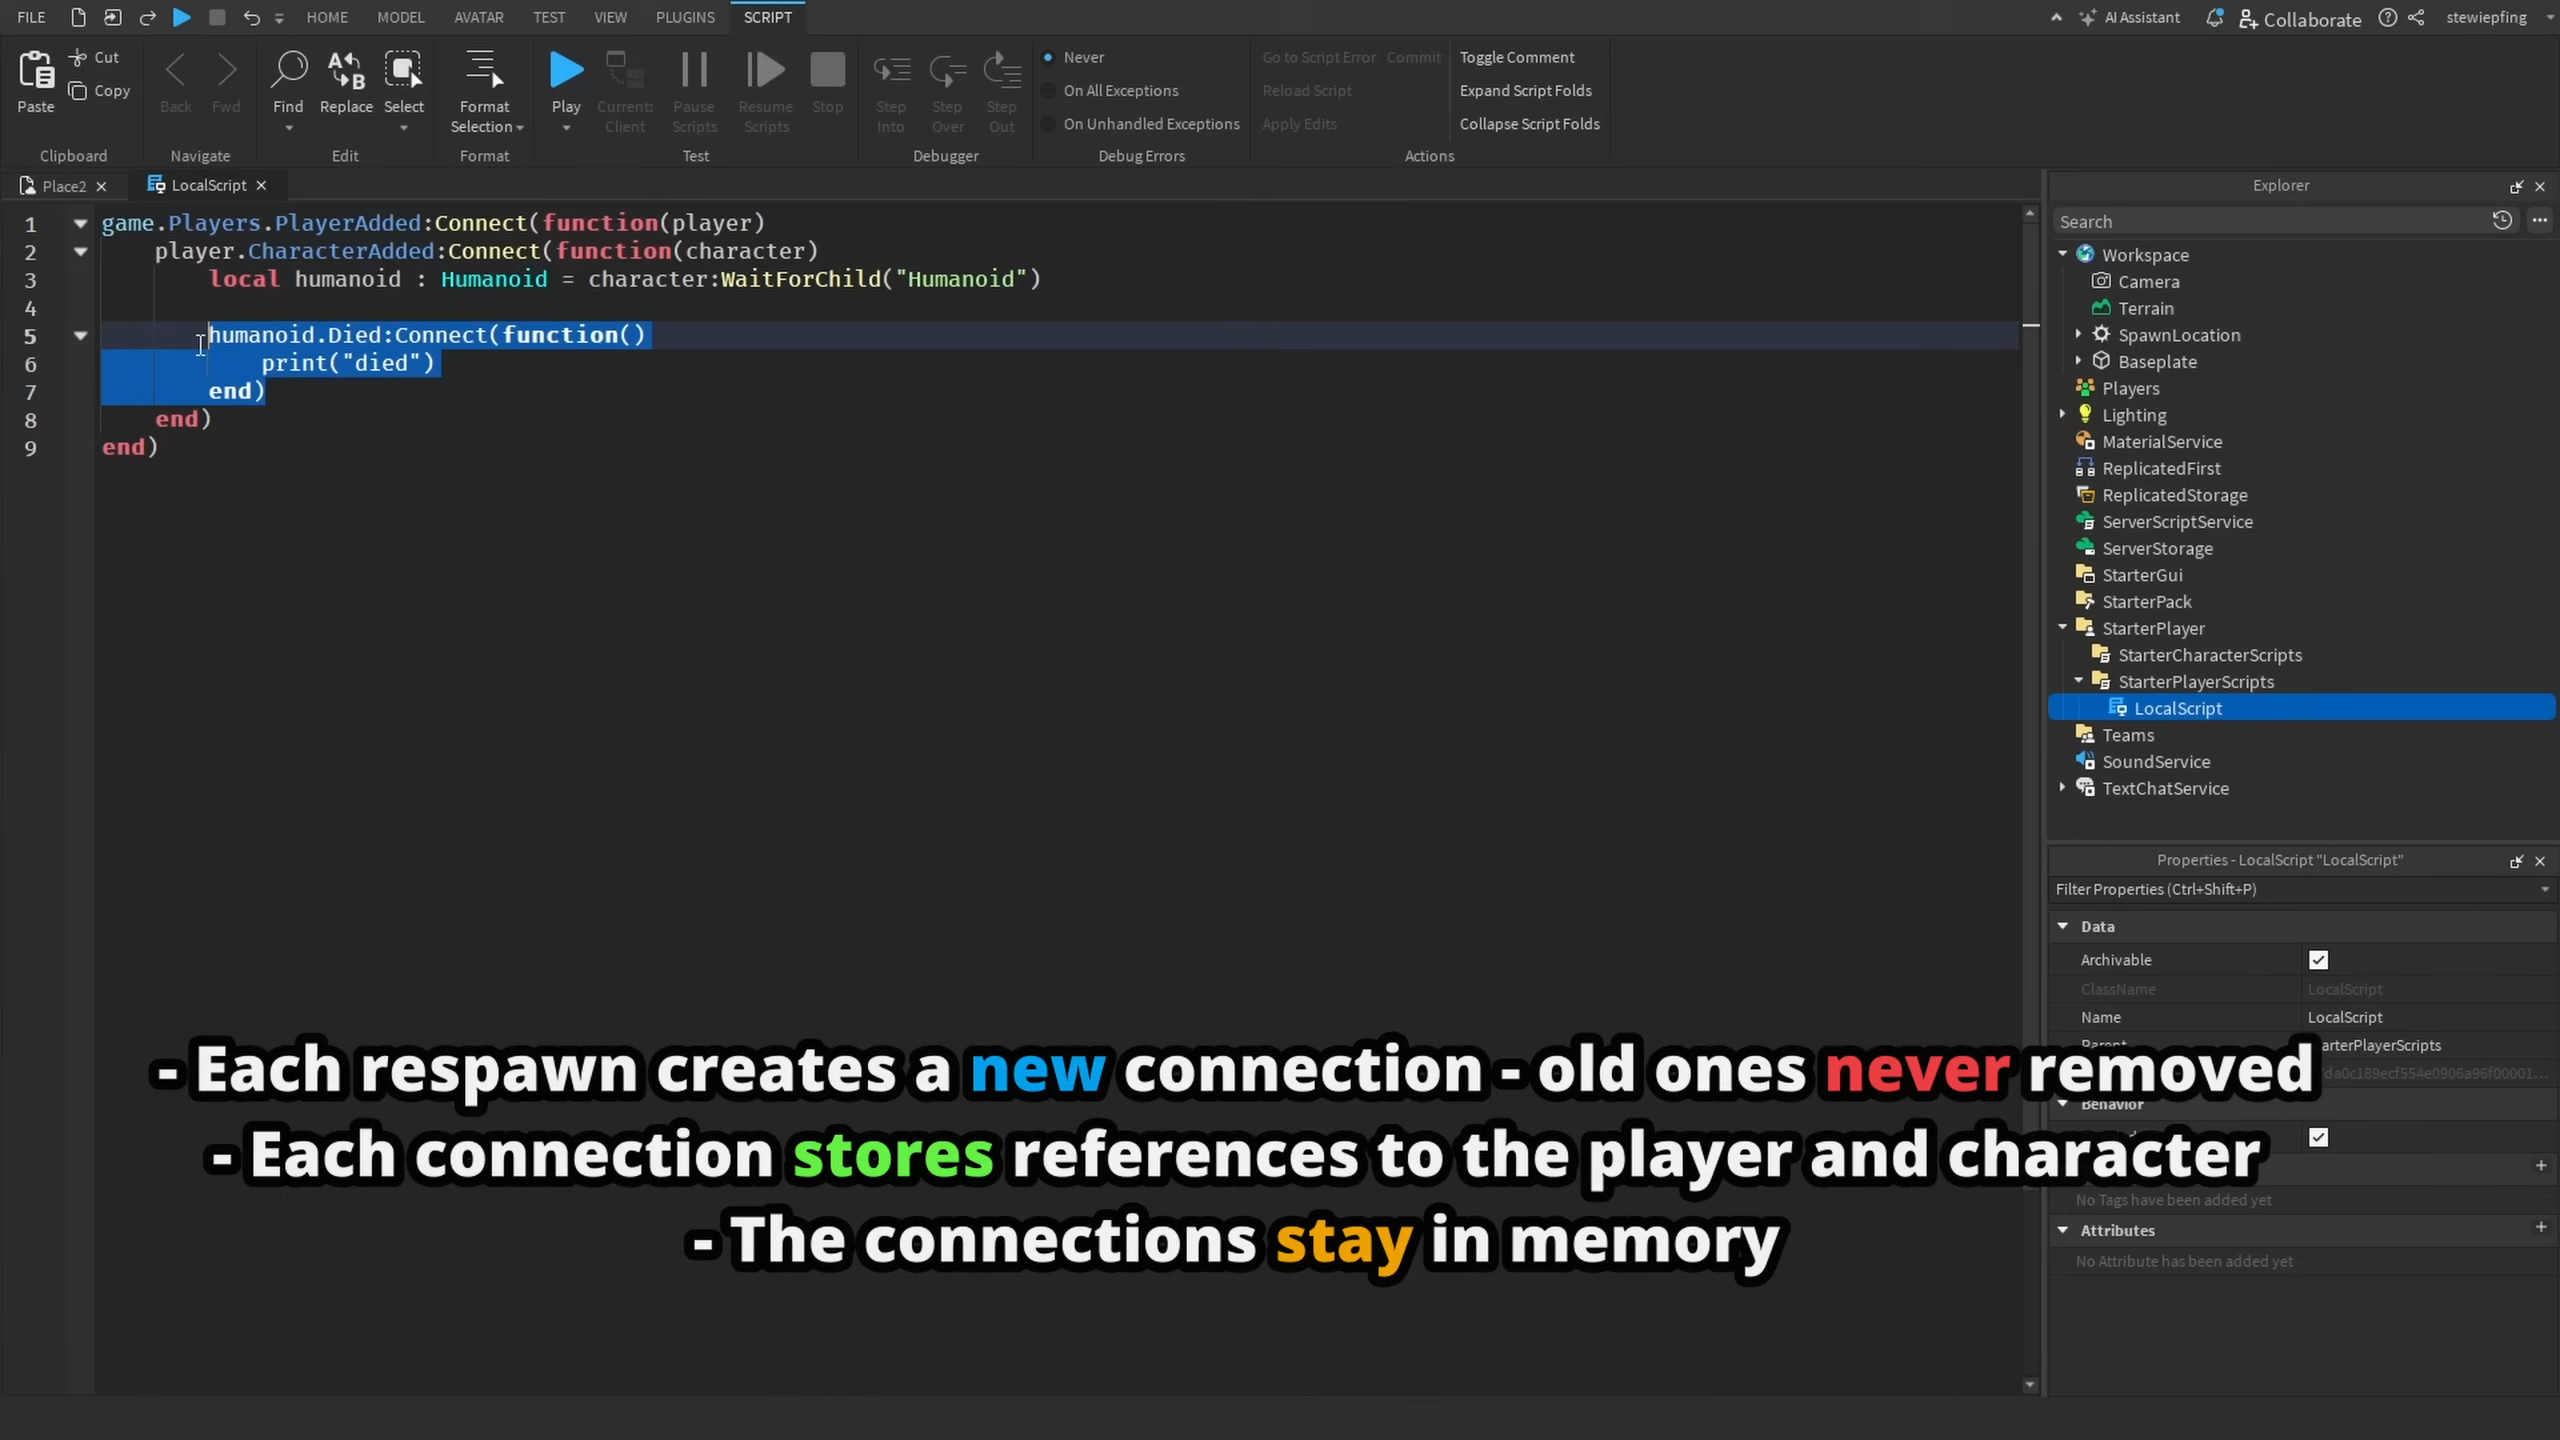 FILE HOME MODEL AVATAR TEST VIEW PLUGINS SCRIPT AI Assistant Collaborate stewiepfing
Paste Cut Copy Back Fwd Find Replace Select Format Selection Play Current: Client Pause Scripts Resume Scripts Stop Step Into Step Over Step Out
Never Go to Script Error Commit Toggle Comment
On All Exceptions Reload Script Expand Script Folds
On Unhandled Exceptions Apply Edits Collapse Script Folds
Clipboard Navigate Edit Format Test Debugger Debug Errors Actions
Place2 LocalScript
1 game.Players.PlayerAdded:Connect(function(player)
2 player.CharacterAdded:Connect(function(character)
3 local humanoid : Humanoid = character:WaitForChild("Humanoid")
4
5 humanoid.Died:Connect(function()
6 print("died")
7 end)
8 end)
9 end)
Explorer
Search
Workspace
Camera
Terrain
SpawnLocation
Baseplate
Players
Lighting
MaterialService
ReplicatedFirst
ReplicatedStorage
ServerScriptService
ServerStorage
StarterGui
StarterPack
StarterPlayer
StarterCharacterScripts
StarterPlayerScripts
LocalScript
Teams
SoundService
TextChatService
Properties - LocalScript "LocalScript"
Filter Properties (Ctrl+Shift+P)
Data
Archivable
ClassName LocalScript
Name LocalScript
arterPlayerScripts
Behavior
No Tags have been added yet
Attributes
No Attribute has been added yet
- Each respawn creates a new connection - old ones never removed
- Each connection stores references to the player and character
- The connections stay in memory